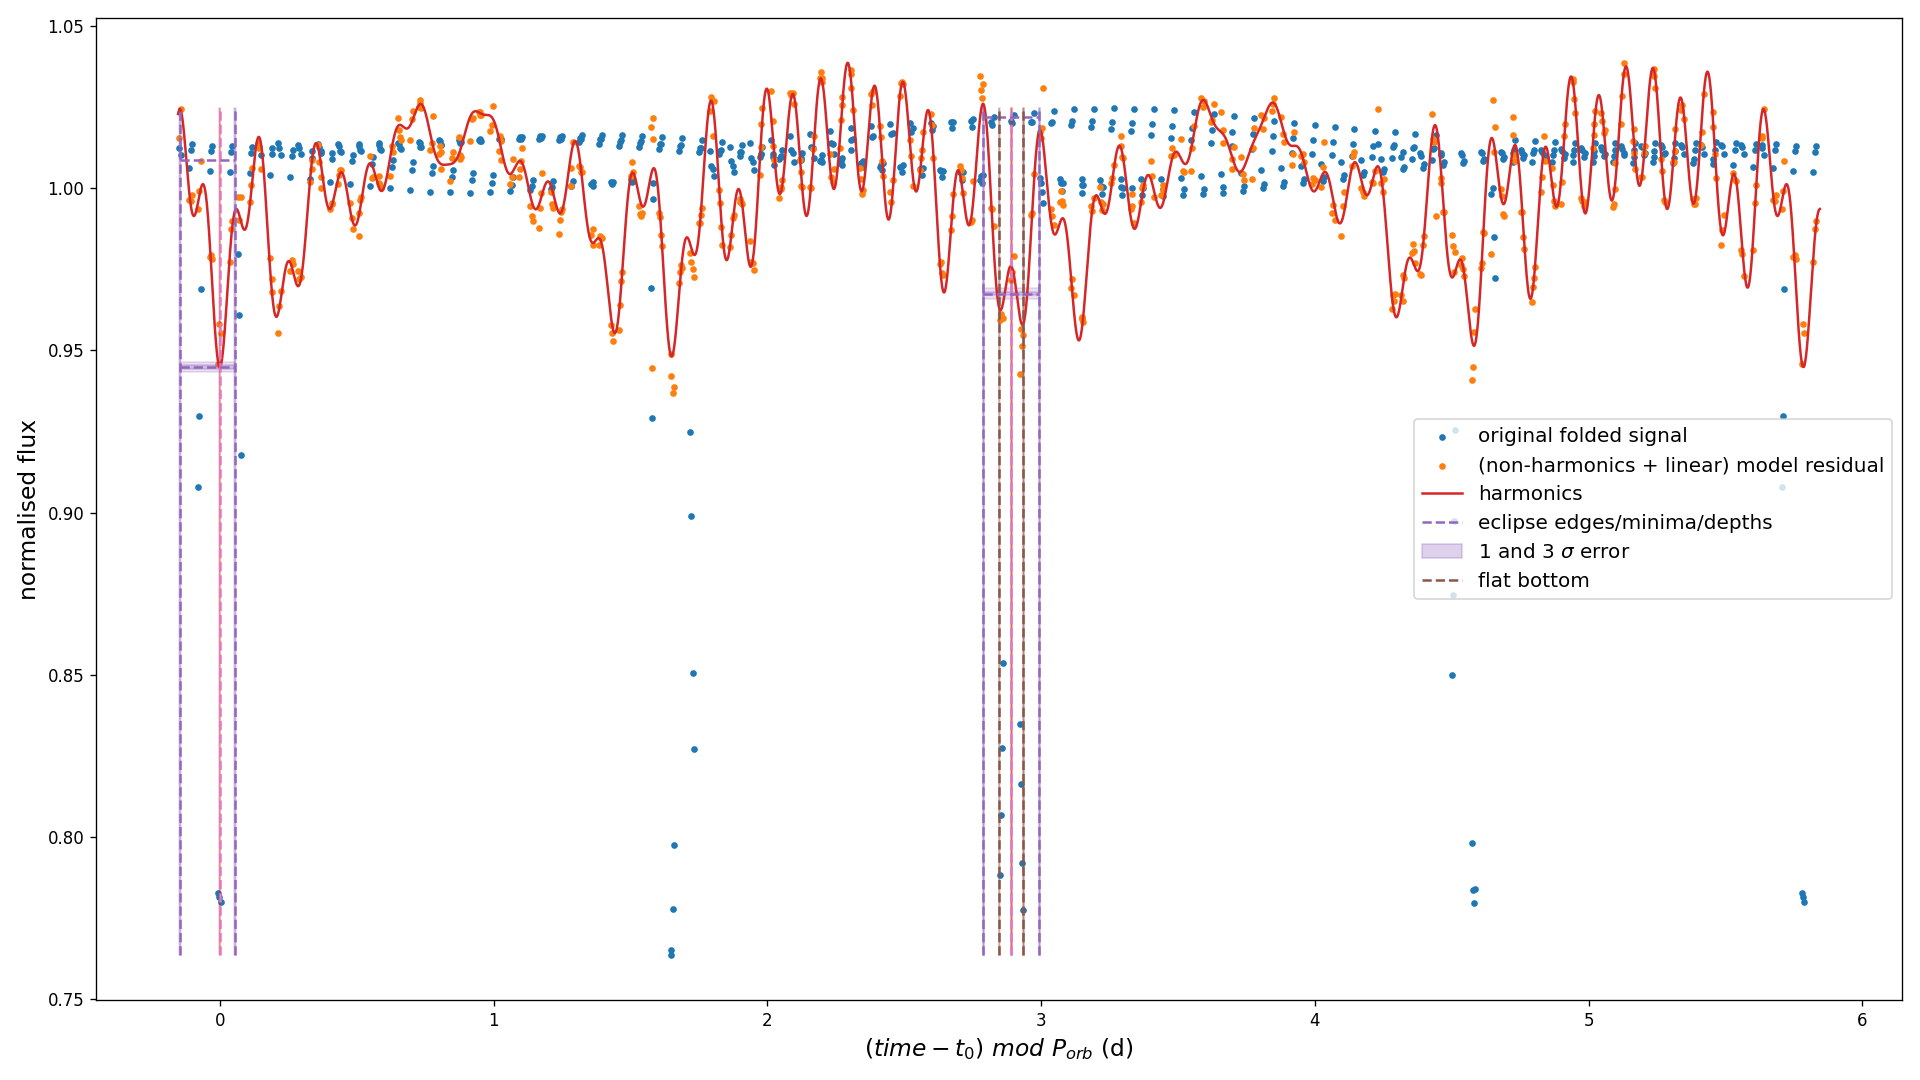 1.05
1.00
0.95
0.90
0.85
0.80
0.75
normalised flux
original folded signal
(non-harmonics + linear) model residual
harmonics
eclipse edges/minima/depths
1 and 3 σ error
flat bottom
0 1 2 3 4 5 6
(time − t₀) mod P_orb (d)